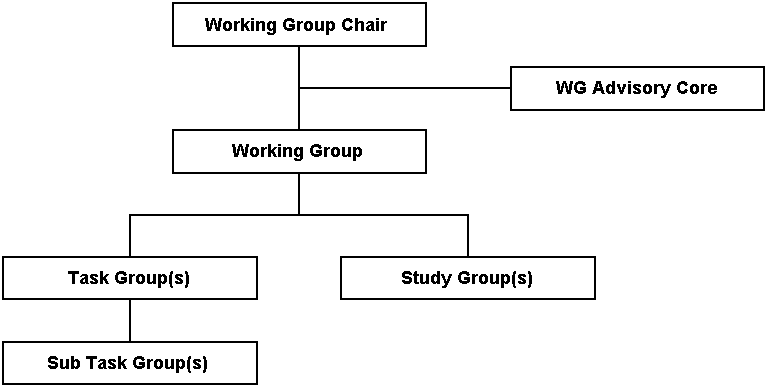 Working Group Chair
WG Advisory Core
Working Group
Task Group(s)
Study Group(s)
Sub Task Group(s)